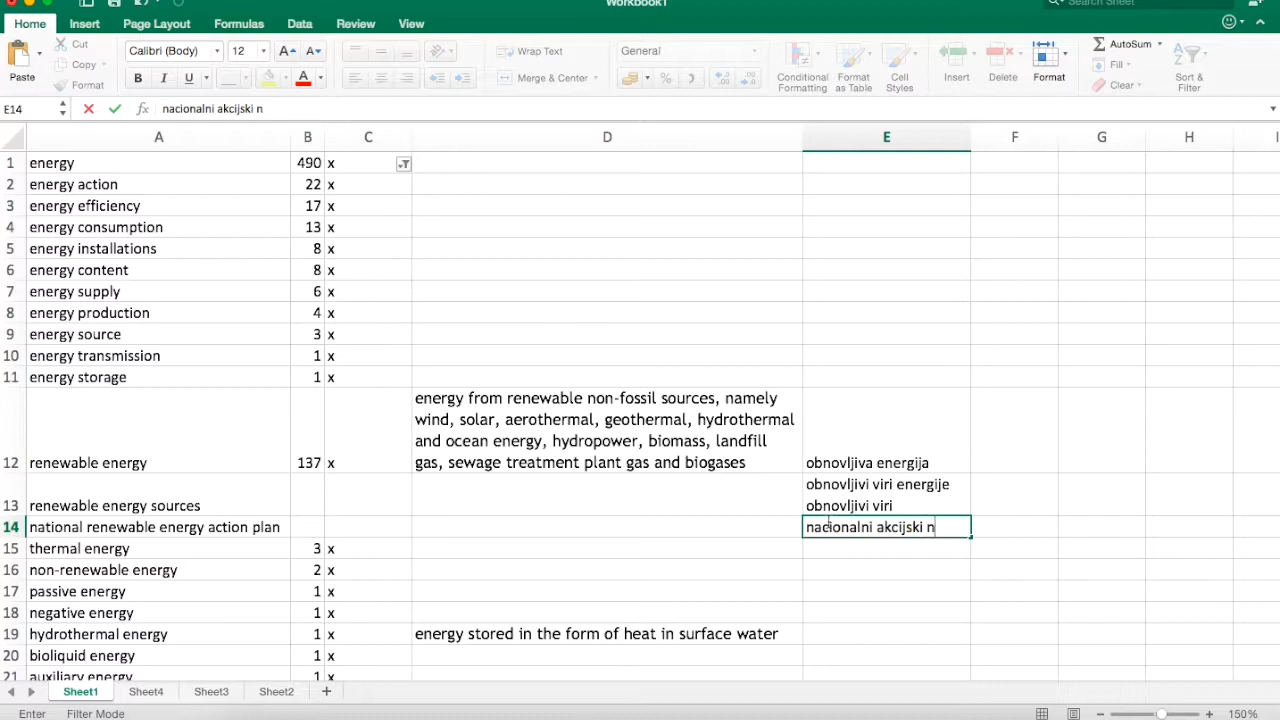 Workbook1
Search Sheet
Home Insert Page Layout Formulas Data Review View
Cut
Copy
Format
Paste
Calibri (Body) 12 A A
B I U A
Wrap Text
Merge & Center
General
%
Conditional Formatting
Format as Table
Cell Styles
Insert
Delete
Format
AutoSum
Fill
Clear
Sort & Filter
E14 fx nacionalni akcijski n
A B C D E F G H I
1 energy 490 x
2 energy action 22 x
3 energy efficiency 17 x
4 energy consumption 13 x
5 energy installations 8 x
6 energy content 8 x
7 energy supply 6 x
8 energy production 4 x
9 energy source 3 x
10 energy transmission 1 x
11 energy storage 1 x
energy from renewable non-fossil sources, namely
wind, solar, aerothermal, geothermal, hydrothermal
and ocean energy, hydropower, biomass, landfill
12 renewable energy 137 x gas, sewage treatment plant gas and biogases obnovljiva energija
obnovljivi viri energije
13 renewable energy sources obnovljivi viri
14 national renewable energy action plan nacionalni akcijski n
15 thermal energy 3 x
16 non-renewable energy 2 x
17 passive energy 1 x
18 negative energy 1 x
19 hydrothermal energy 1 x energy stored in the form of heat in surface water
20 bioliquid energy 1 x
21 auxiliary energy 1 x
Sheet1 Sheet4 Sheet3 Sheet2 +
Enter Filter Mode 150%